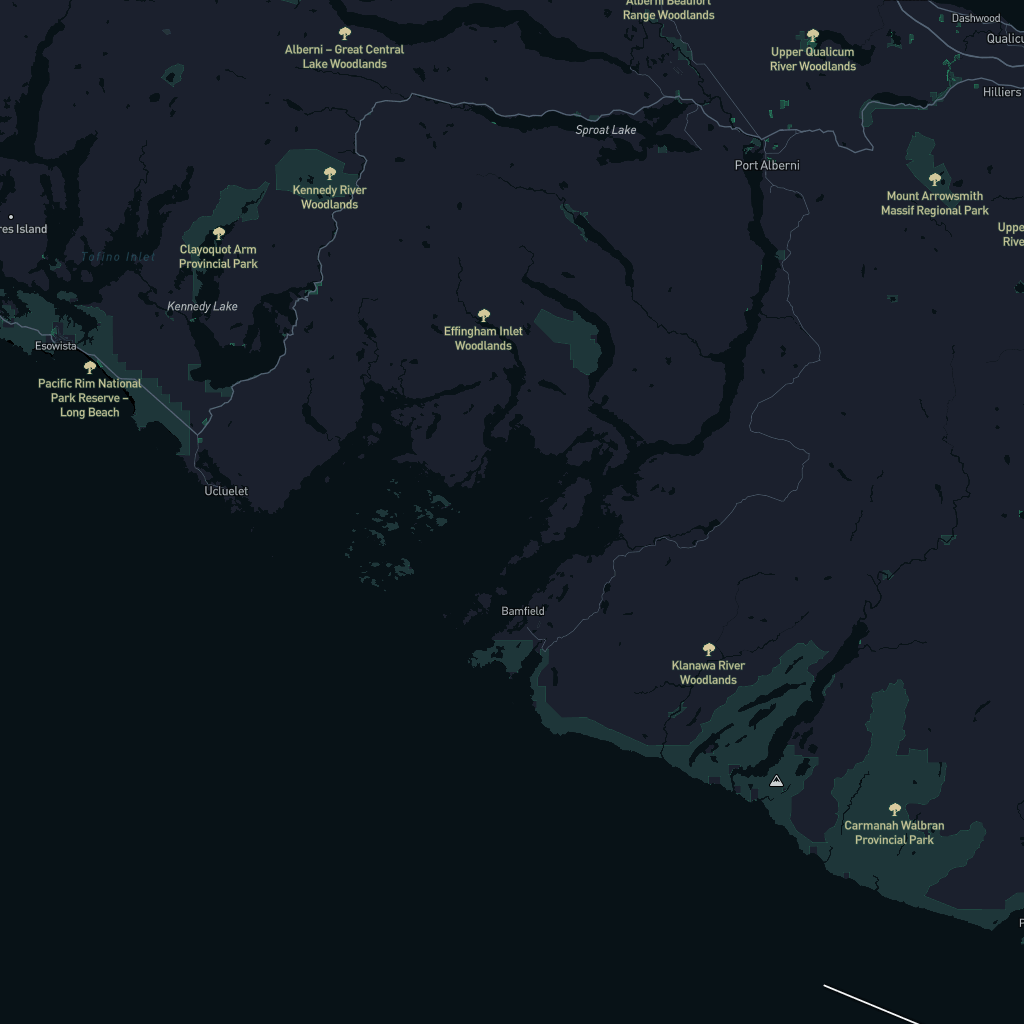 Alberni Beaufort
Range Woodlands
Dashwood
Alberni – Great Central
Lake Woodlands
Upper Qualicum
River Woodlands
Qualicu
Hilliers
Sproat Lake
Port Alberni
Kennedy River
Woodlands
Mount Arrowsmith
Massif Regional Park
res Island
Uppe
Rive
Clayoquot Arm
Provincial Park
Tofino Inlet
Kennedy Lake
Effingham Inlet
Woodlands
Esowista
Pacific Rim National
Park Reserve –
Long Beach
Ucluelet
Bamfield
Klanawa River
Woodlands
Carmanah Walbran
Provincial Park